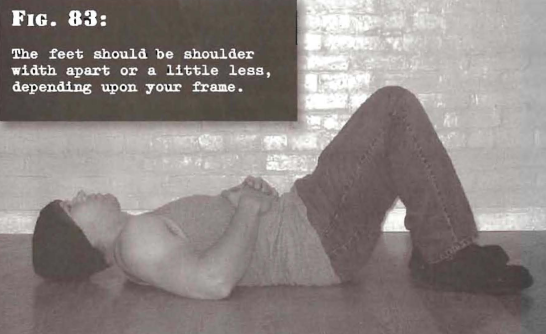 Fig. 83:
The feet should be shoulder
width apart or a little less,
depending upon your frame.